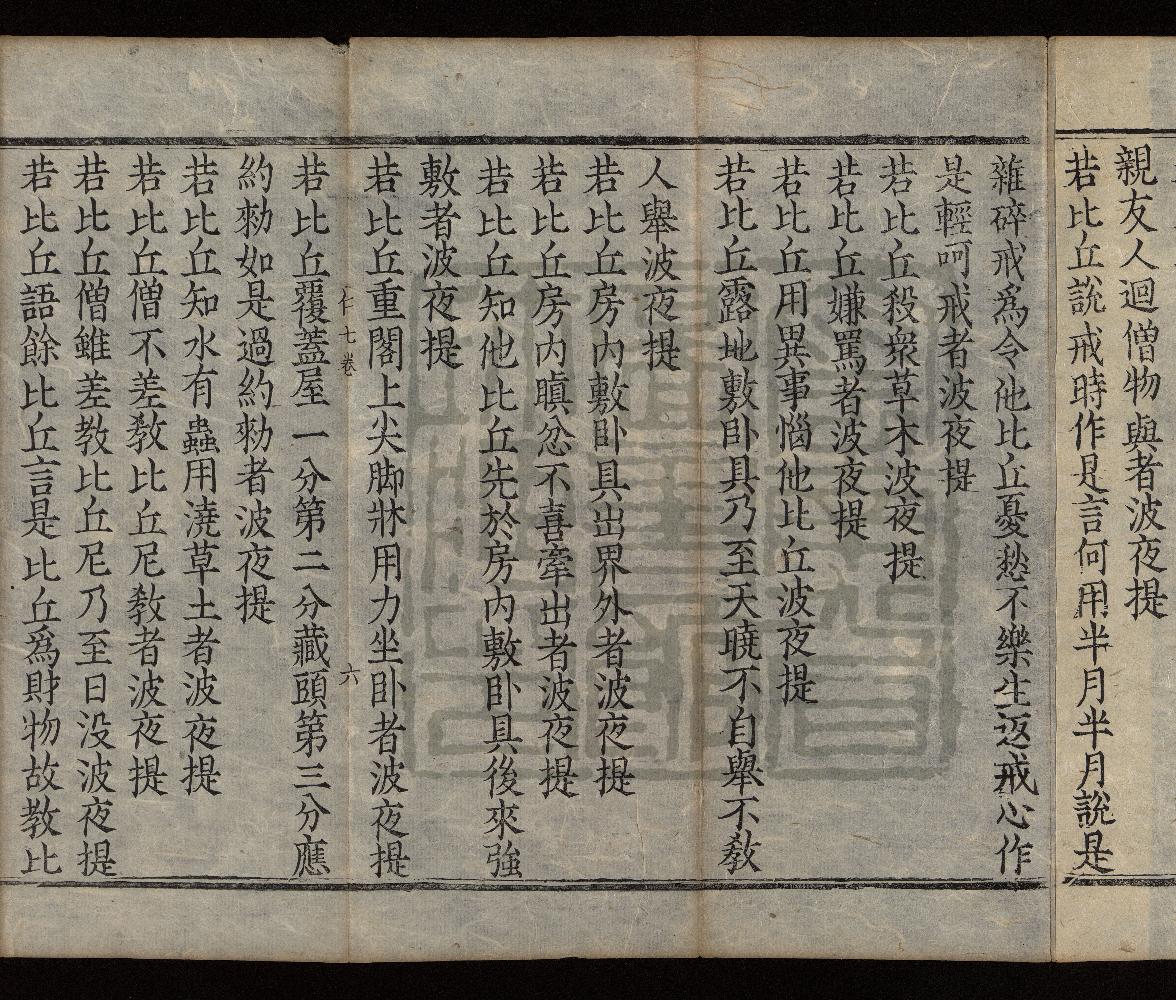 親友人迴僧物與者波夜提
若比丘說戒時作是言何用半月半月說是
雜碎戒爲令他比丘憂愁不樂生返戒心作
是輕呵戒者波夜提
若比丘殺衆草木波夜提
若比丘嫌罵者波夜提
若比丘用異事惱他比丘波夜提
若比丘露地敷卧具乃至天曉不自舉不教
人舉波夜提
若比丘房內敷卧具出界外者波夜提
若比丘房內瞋忿不喜牽出者波夜提
若比丘知他比丘先於房內敷卧具後來強
敷者波夜提
若比丘重閣上尖脚牀用力坐卧者波夜提
仁七卷 六
若比丘覆蓋屋一分第二分藏頭第三分應
約勑如是過約勑者波夜提
若比丘知水有蟲用澆草土者波夜提
若比丘僧不差教比丘尼教者波夜提
若比丘僧雖差教比丘尼乃至日没波夜提
若比丘語餘比丘言是比丘爲財物故教比